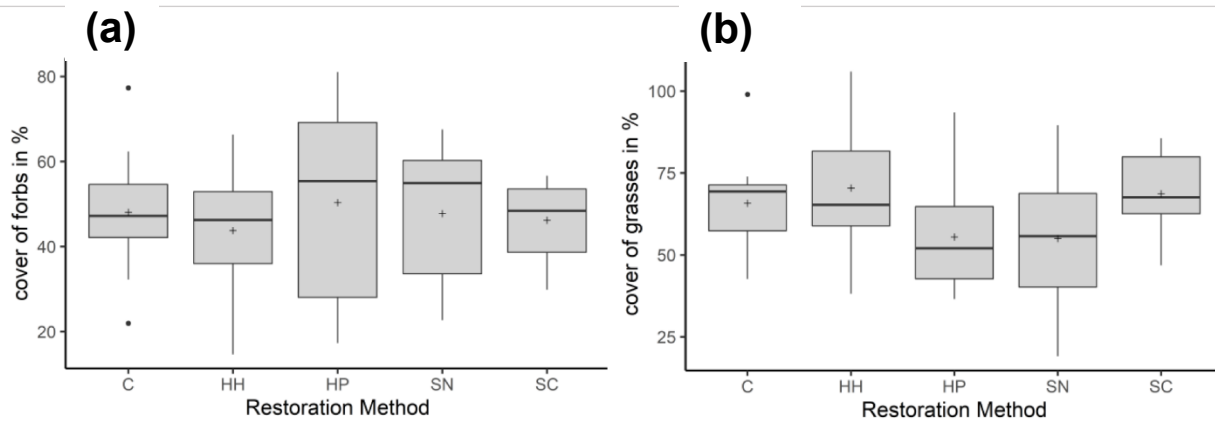 (a)
cover of forbs in %
80
60
40
20
C HH HP SN SC
Restoration Method
(b)
cover of grasses in %
100
75
50
25
C HH HP SN SC
Restoration Method